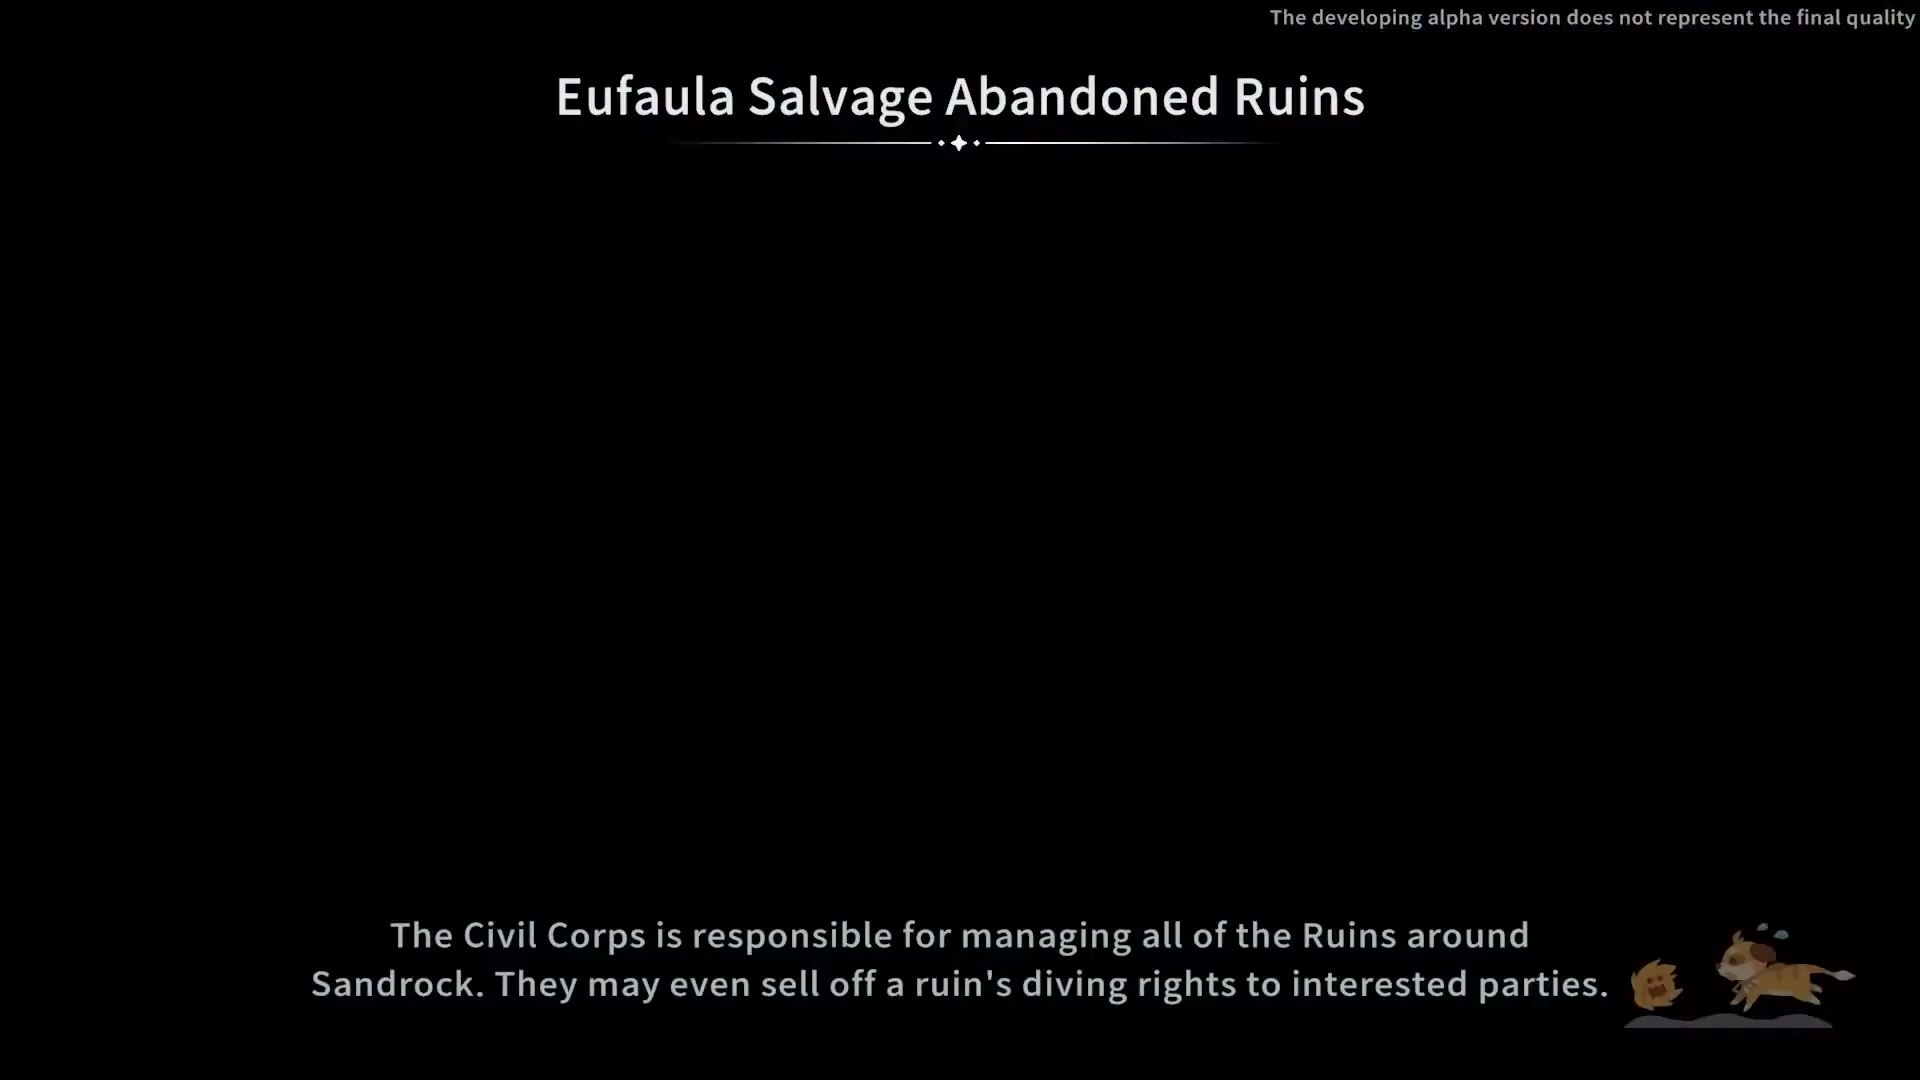 The developing alpha version does not represent the final quality
Eufaula Salvage Abandoned Ruins
The Civil Corps is responsible for managing all of the Ruins around
Sandrock. They may even sell off a ruin's diving rights to interested parties.